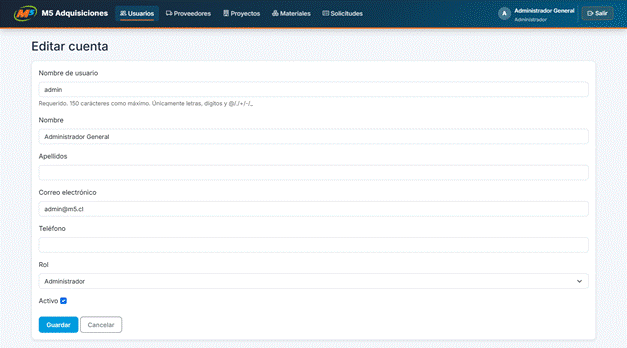 M5 M5 Adquisiciones Usuarios Proveedores Proyectos Materiales Solicitudes A Administrador General Salir
Administrador
Editar cuenta
Nombre de usuario
admin
Requerido. 150 carácteres como máximo. Únicamente letras, dígitos y @/./+/-/_
Nombre
Administrador General
Apellidos
Correo electrónico
admin@m5.cl
Teléfono
Rol
Administrador
Activo
Guardar Cancelar